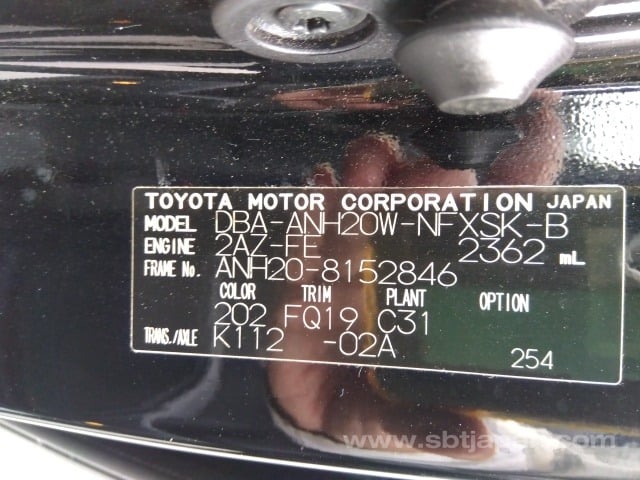 TOYOTA MOTOR CORPORATION JAPAN
MODEL DBA-ANH20W-NFXSK-B
ENGINE 2AZ-FE 2362 mL
FRAME No. ANH20-8152846
COLOR TRIM PLANT OPTION
202 FQ19 C31
TRANS./AXLE K112 -02A 254
www.sbtjapan.com